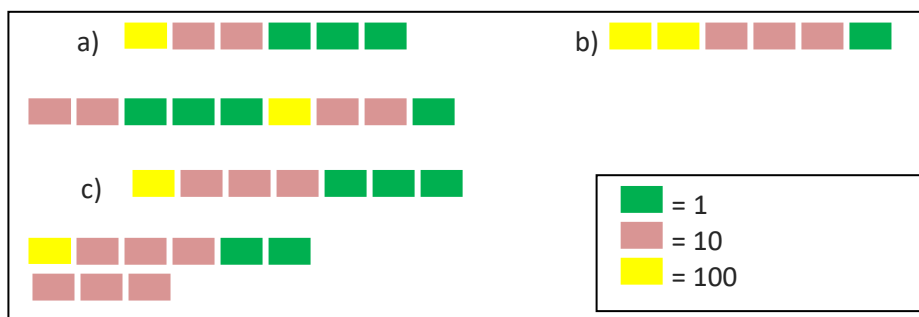 a)
b)
c)
= 1
= 10
= 100